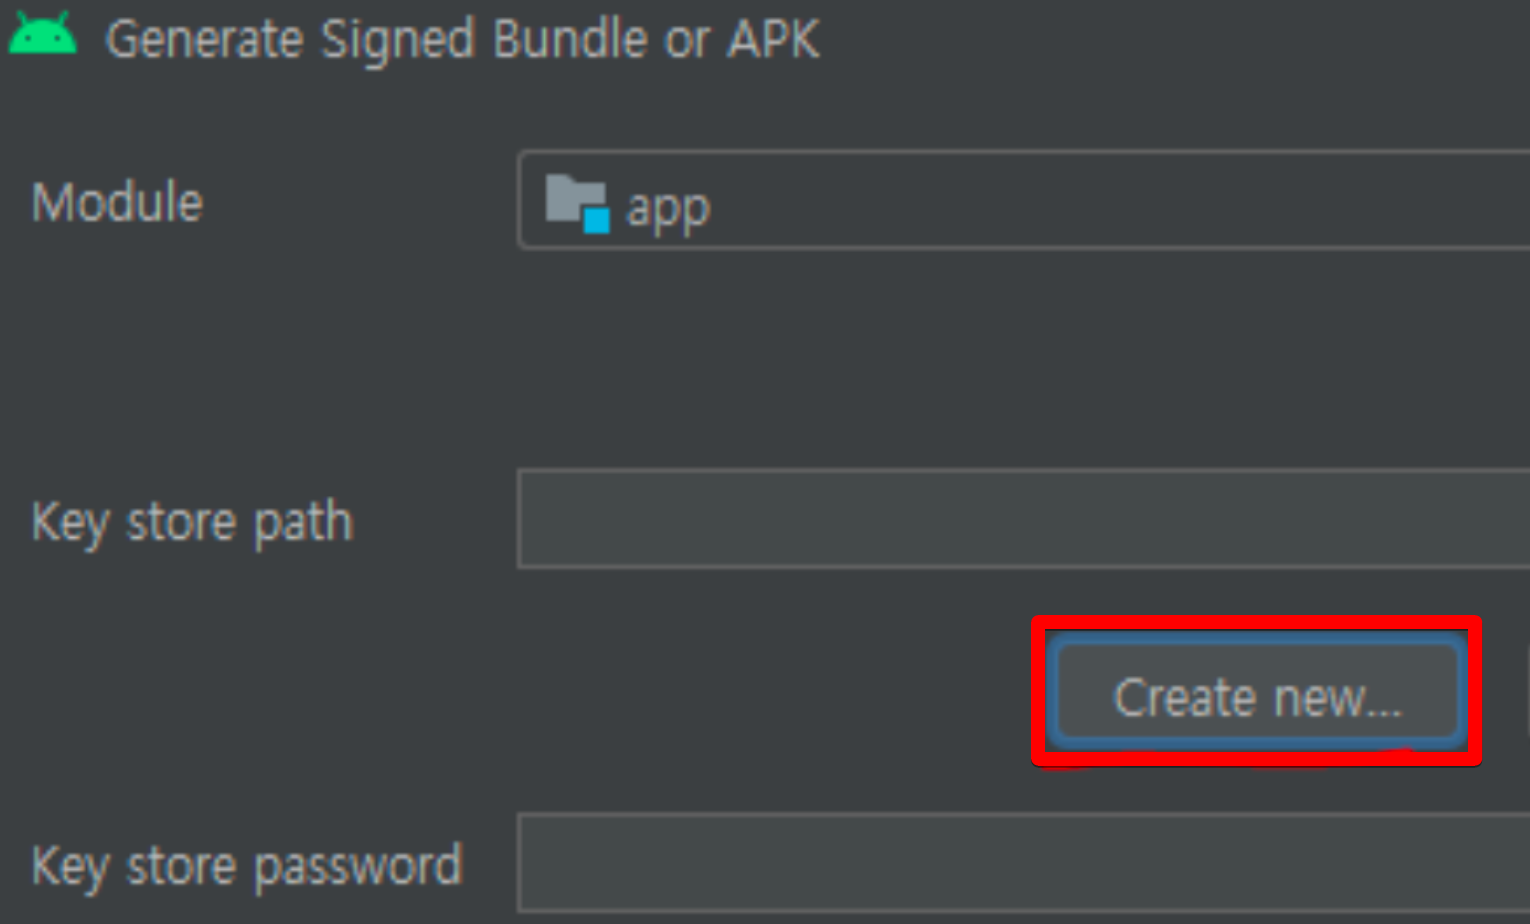 Generate Signed Bundle or APK
Module
app
Key store path
Create new...
Key store password